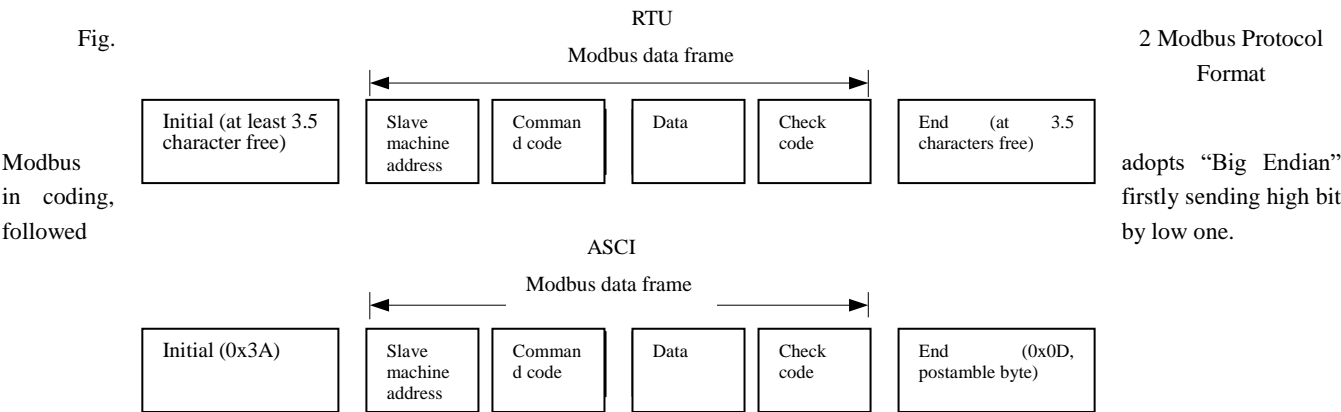 RTU
Fig. 2 Modbus Protocol
Format
Modbus data frame
Initial (at least 3.5
character free)
Slave
machine
address
Comman
d code
Data
Check
code
End (at 3.5
characters free)
Modbus adopts “Big Endian”
in coding, firstly sending high bit
followed by low one.
ASCI
Modbus data frame
Initial (0x3A)
Slave
machine
address
Comman
d code
Data
Check
code
End (0x0D,
postamble byte)